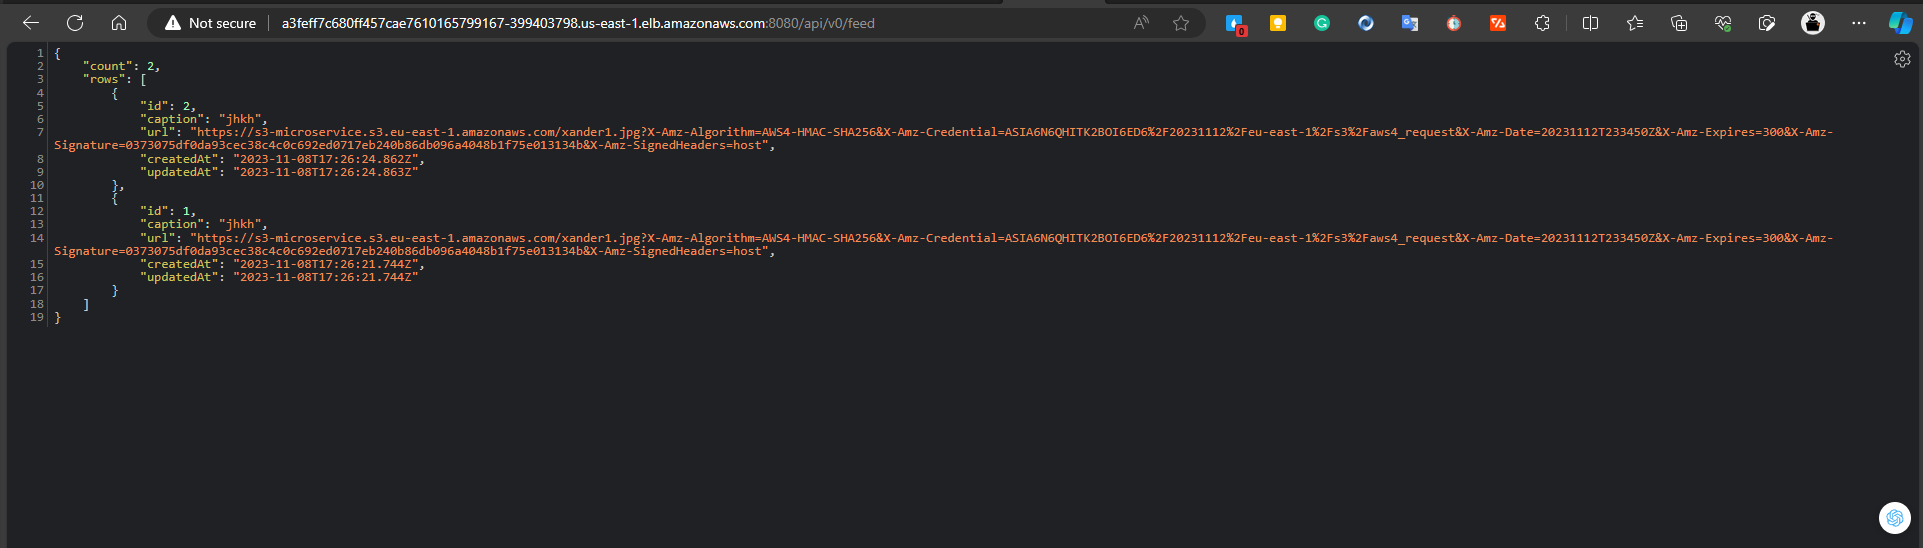 Not secure a3feff7c680ff457cae7610165799167-399403798.us-east-1.elb.amazonaws.com:8080/api/v0/feed
0
1 {
2 "count": 2,
3 "rows": [
4 {
5 "id": 2,
6 "caption": "jhkh",
7 "url": "https://s3-microservice.s3.eu-east-1.amazonaws.com/xander1.jpg?X-Amz-Algorithm=AWS4-HMAC-SHA256&X-Amz-Credential=ASIA6N6QHITK2BOI6ED6%2F20231112%2Feu-east-1%2Fs3%2Faws4_request&X-Amz-Date=20231112T233450Z&X-Amz-Expires=300&X-Amz-
Signature=0373075df0da93cec38c4c0c692ed0717eb240b86db096a4048b1f75e013134b&X-Amz-SignedHeaders=host",
8 "createdAt": "2023-11-08T17:26:24.862Z",
9 "updatedAt": "2023-11-08T17:26:24.863Z"
10 },
11 {
12 "id": 1,
13 "caption": "jhkh",
14 "url": "https://s3-microservice.s3.eu-east-1.amazonaws.com/xander1.jpg?X-Amz-Algorithm=AWS4-HMAC-SHA256&X-Amz-Credential=ASIA6N6QHITK2BOI6ED6%2F20231112%2Feu-east-1%2Fs3%2Faws4_request&X-Amz-Date=20231112T233450Z&X-Amz-Expires=300&X-Amz-
Signature=0373075df0da93cec38c4c0c692ed0717eb240b86db096a4048b1f75e013134b&X-Amz-SignedHeaders=host",
15 "createdAt": "2023-11-08T17:26:21.744Z",
16 "updatedAt": "2023-11-08T17:26:21.744Z"
17 }
18 ]
19 }